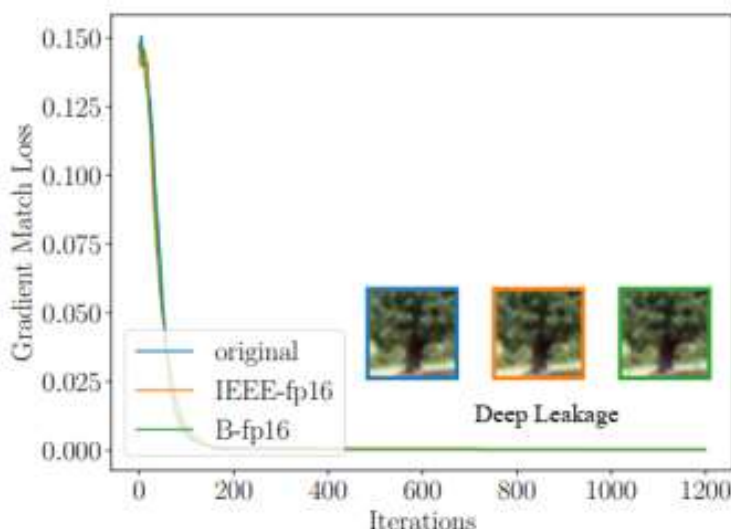 Gradient Match Loss
0.150
0.125
0.100
0.075
0.050
0.025
0.000
original
IEEE-fp16
B-fp16
Deep Leakage
0
200
400
600
800
1000
1200
Iterations